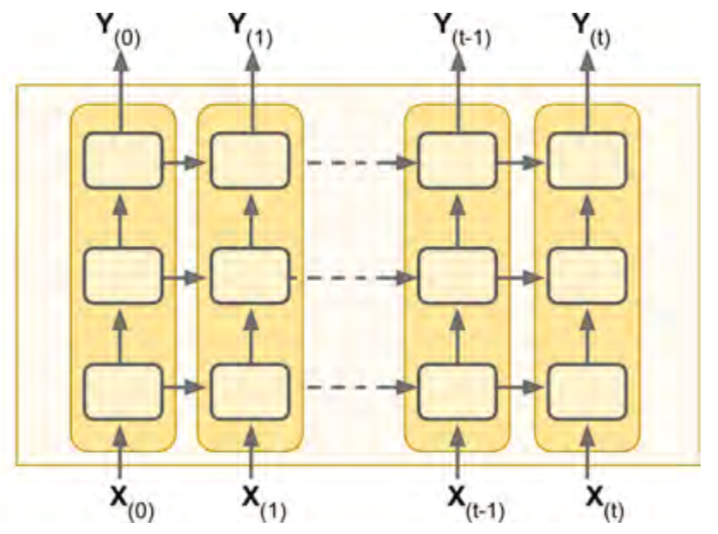 Y(0) Y(1) Y(t-1) Y(t)
X(0) X(1) X(t-1) X(t)